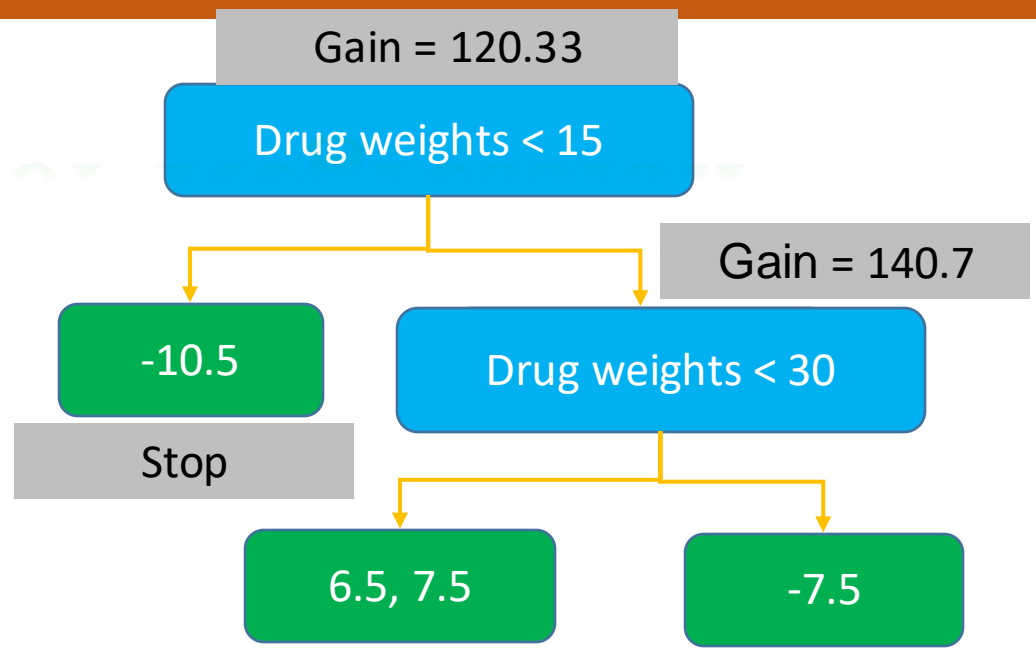 Gain = 120.33
Drug weights < 15
Gain = 140.7
-10.5
Drug weights < 30
Stop
6.5, 7.5
-7.5